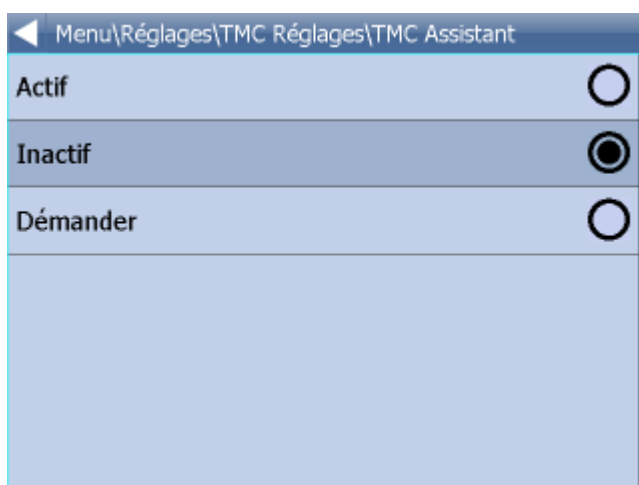 Menu\Réglages\TMC Réglages\TMC Assistant
Actif
Inactif
Démander